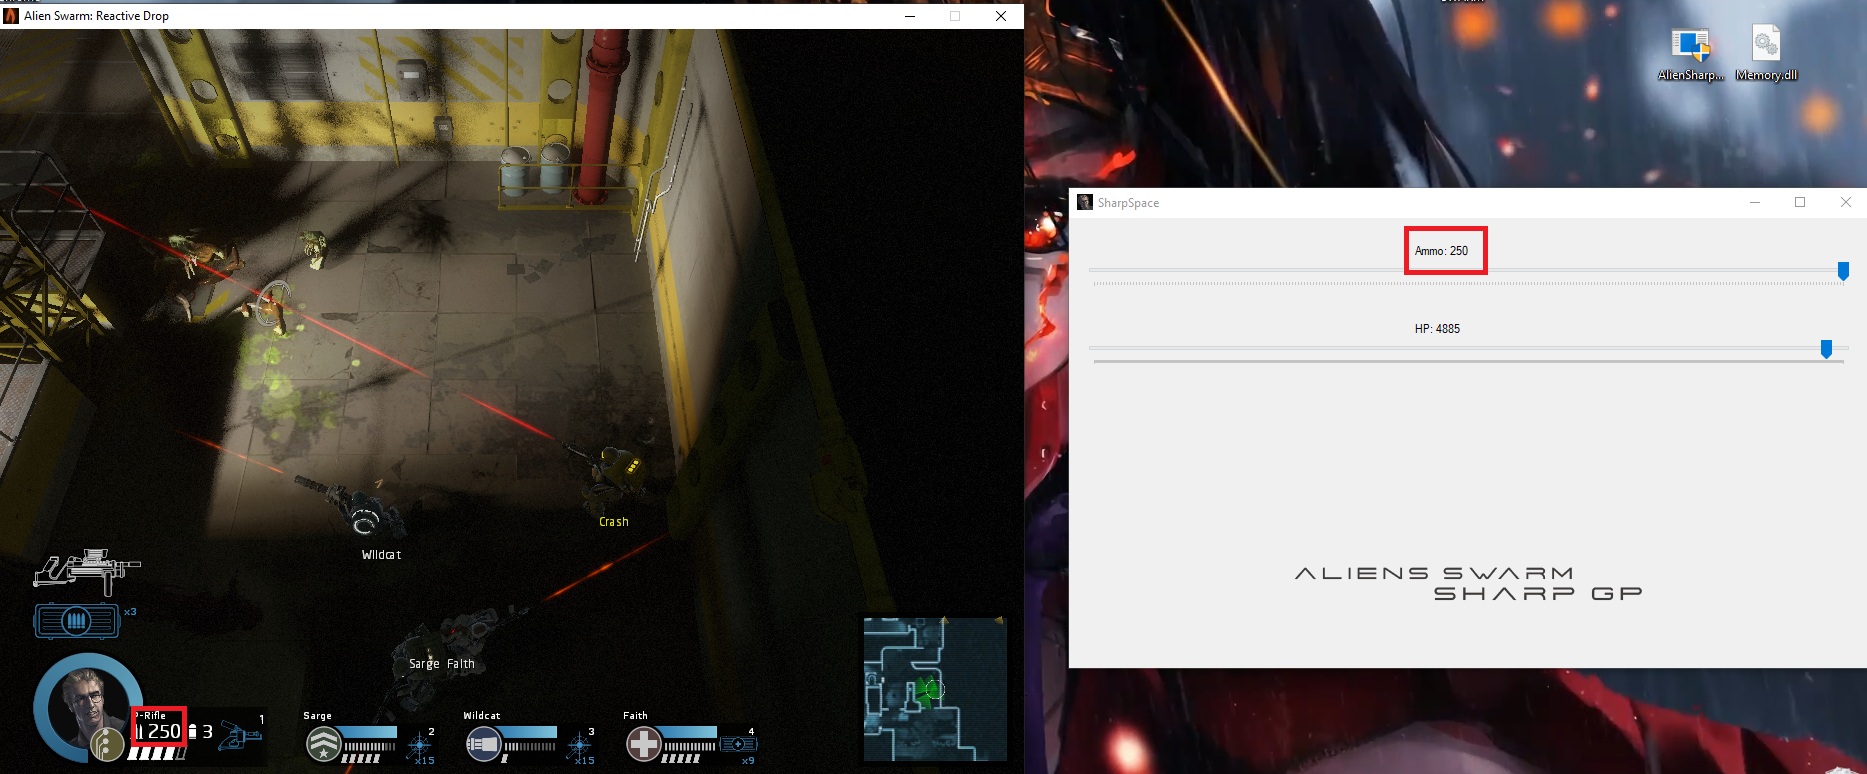 Alien Swarm: Reactive Drop
AlienSharp...
Memory.dll
SharpSpace
Ammo: 250
HP: 4885
ALIENS SWARM
SHARP GP
Crash
Wildcat
Sarge Faith
x3
P-Rifle
250
3
1
Sarge
2
x15
Wildcat
3
x15
Faith
4
x9